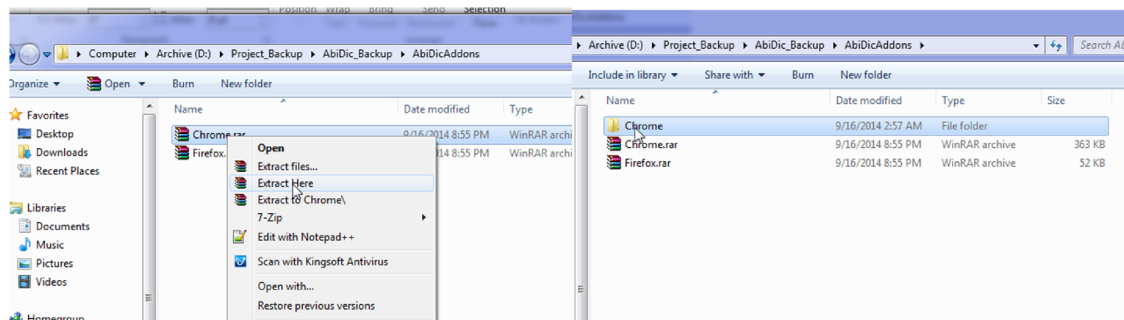 Position Wrap Bring Send Selection
Computer Archive (D:) Project_Backup AbiDic_Backup AbiDicAddons
Organize Open Burn New folder
Favorites
Desktop
Downloads
Recent Places
Libraries
Documents
Music
Pictures
Videos
Homegroup
Name Date modified Type
Chrome.rar 9/16/2014 8:55 PM WinRAR archi
Firefox. 14 8:55 PM WinRAR archi
Open
Extract files...
Extract Here
Extract to Chrome\
7-Zip
Edit with Notepad++
Scan with Kingsoft Antivirus
Open with...
Restore previous versions
Archive (D:) Project_Backup AbiDic_Backup AbiDicAddons Search Ab
Include in library Share with Burn New folder
Name Date modified Type Size
Chrome 9/16/2014 2:57 AM File folder
Chrome.rar 9/16/2014 8:55 PM WinRAR archive 363 KB
Firefox.rar 9/16/2014 8:55 PM WinRAR archive 52 KB